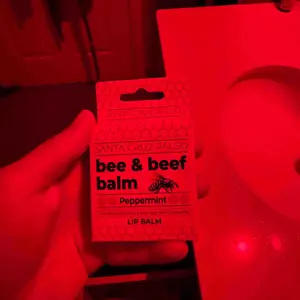 SANTA CRUZ PALEO
bee & beef
balm
Peppermint
LIP BALM